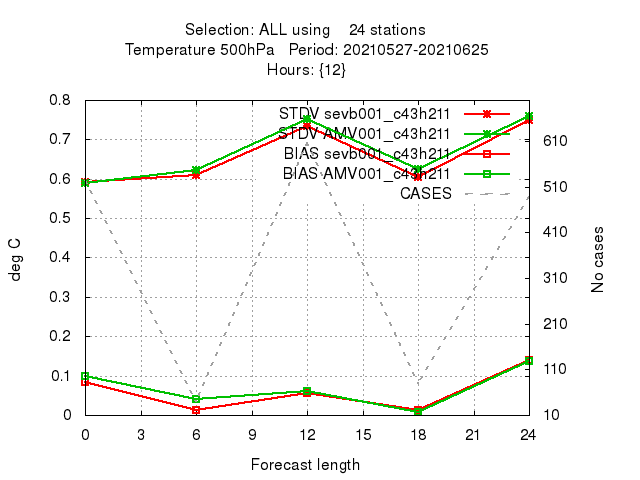 Selection: ALL using 24 stations
Temperature 500hPa Period: 20210527-20210625
Hours: {12}
STDV sevb001_c43h211
STDV AMV001_c43h211
BIAS sevb001_c43h211
BIAS AMV001_c43h211
CASES
0.8
0.7
0.6
0.5
0.4
0.3
0.2
0.1
0
deg C
610
510
410
310
210
110
10
No cases
0 3 6 9 12 15 18 21 24
Forecast length